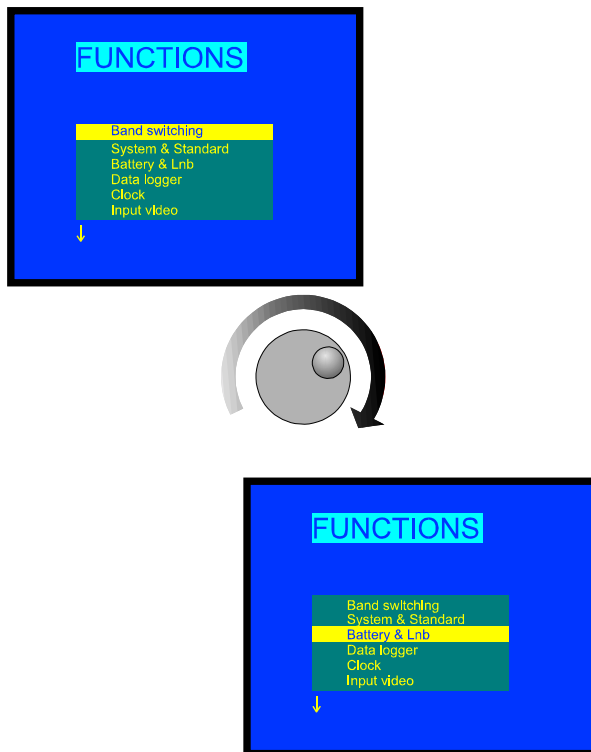 FUNCTIONS
Band switching
System & Standard
Battery & Lnb
Data logger
Clock
Input video
↓
FUNCTIONS
Band switching
System & Standard
Battery & Lnb
Data logger
Clock
Input video
↓